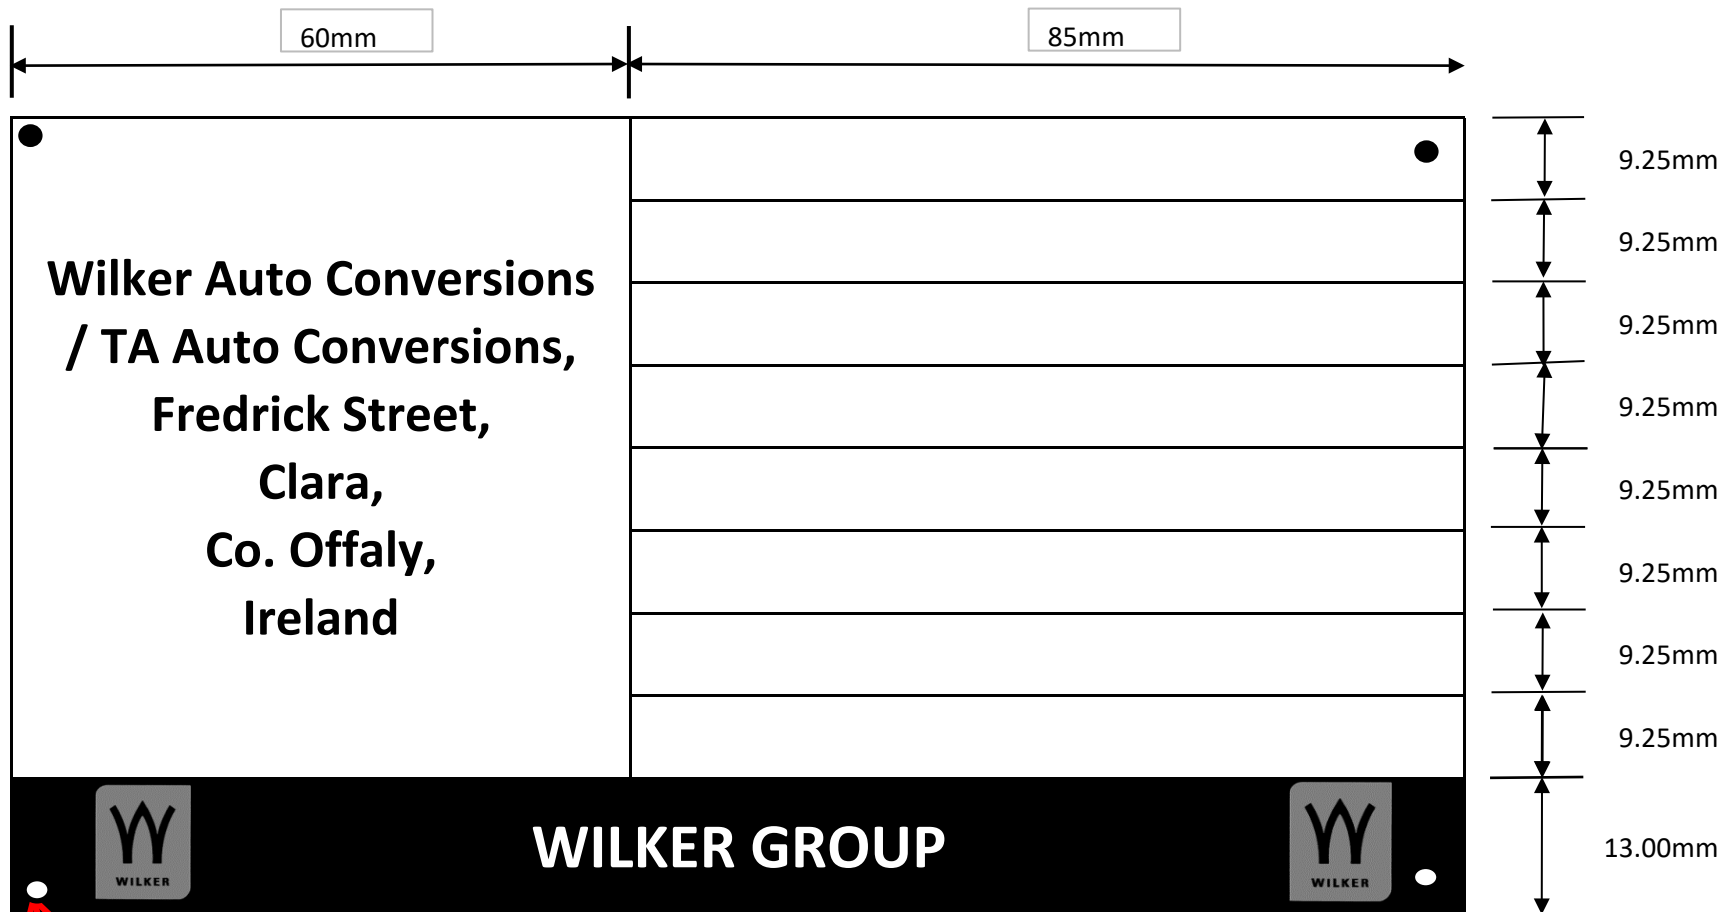 60mm
85mm
9.25mm
9.25mm
Wilker Auto Conversions
/ TA Auto Conversions,
Fredrick Street,
Clara,
Co. Offaly,
Ireland
9.25mm
9.25mm
9.25mm
9.25mm
9.25mm
9.25mm
WILKER
WILKER GROUP
WILKER
13.00mm